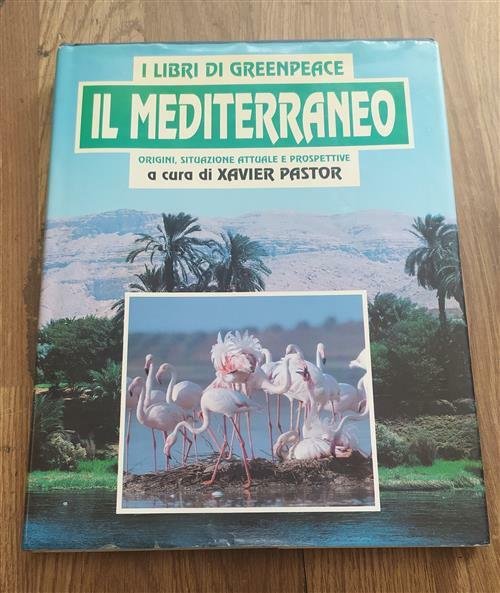 I LIBRI DI GREENPEACE
IL MEDITERRANEO
ORIGINI, SITUAZIONE ATTUALE E PROSPETTIVE
a cura di XAVIER PASTOR